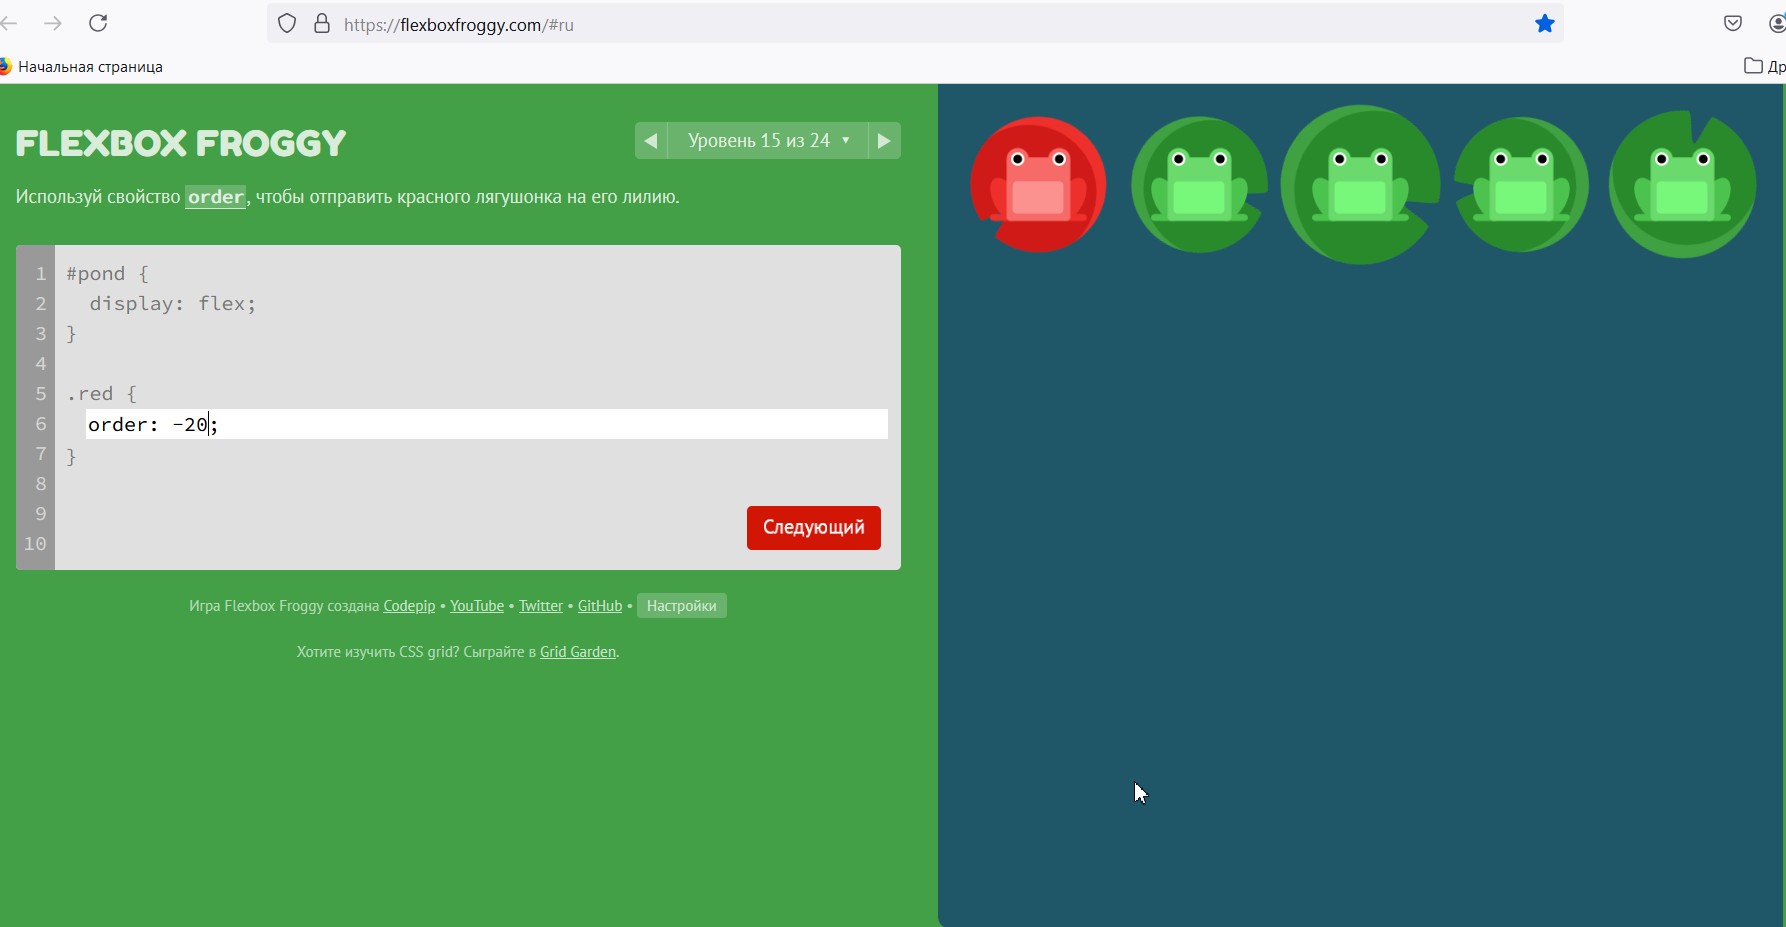 https://flexboxfroggy.com/#ru
Начальная страница
FLEXBOX FROGGY
Уровень 15 из 24
Используй свойство order, чтобы отправить красного лягушонка на его лилию.
1 #pond {
2 display: flex;
3 }
4
5 .red {
6 order: -20;
7 }
8
9
10
Следующий
Игра Flexbox Froggy создана Codepip • YouTube • Twitter • GitHub • Настройки
Хотите изучить CSS grid? Сыграйте в Grid Garden.